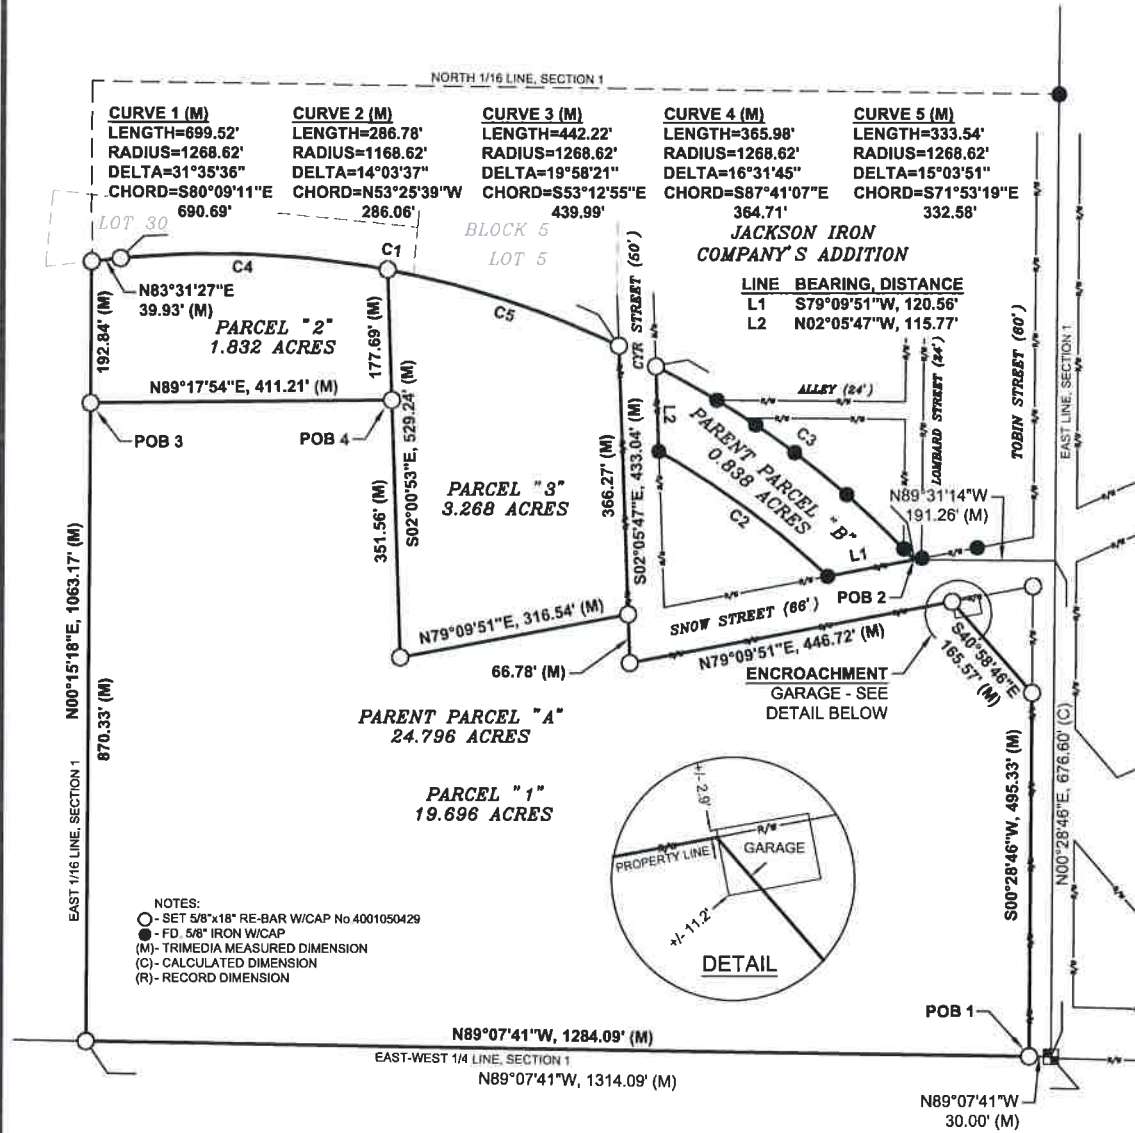 NORTH 1/16 LINE, SECTION 1
CURVE 1 (M)
LENGTH=699.52'
RADIUS=1268.62'
DELTA=31°35'36"
CHORD=S80°09'11"E
690.69'
CURVE 2 (M)
LENGTH=286.78'
RADIUS=1168.62'
DELTA=14°03'37"
CHORD=N53°25'39"W
286.06'
CURVE 3 (M)
LENGTH=442.22'
RADIUS=1268.62'
DELTA=19°58'21"
CHORD=S53°12'55"E
439.99'
CURVE 4 (M)
LENGTH=365.98'
RADIUS=1268.62'
DELTA=16°31'45"
CHORD=S87°41'07"E
364.71'
CURVE 5 (M)
LENGTH=333.54'
RADIUS=1268.62'
DELTA=15°03'51"
CHORD=S71°53'19"E
332.58'
LOT 30
BLOCK 5
LOT 5
JACKSON IRON
COMPANY'S ADDITION
LINE BEARING, DISTANCE
L1 S79°09'51"W, 120.56'
L2 N02°05'47"W, 115.77'
C1
C4
C5
N83°31'27"E
39.93' (M)
192.84' (M)
PARCEL "2"
1.832 ACRES
177.69' (M)
N89°17'54"E, 411.21' (M)
POB 3
POB 4
S02°00'53"E, 529.24' (M)
351.56' (M)
PARCEL "3"
3.268 ACRES
366.27' (M)
S02°05'47"E, 433.04' (M)
CYR STREET (50')
L2
PARENT PARCEL "B"
0.838 ACRES
C3
C2
L1
ALLEY (24')
LOMBARD STREET (24')
TOBIN STREET (60')
EAST LINE, SECTION 1
N89°31'14"W
191.26' (M)
POB 2
SNOW STREET (66')
N79°09'51"E, 446.72' (M)
N79°09'51"E, 316.54' (M)
66.78' (M)
ENCROACHMENT
GARAGE - SEE
DETAIL BELOW
S40°58'46"E
165.57' (M)
N00°15'18"E, 1063.17' (M)
870.33' (M)
EAST 1/16 LINE, SECTION 1
PARENT PARCEL "A"
24.796 ACRES
PARCEL "1"
19.696 ACRES
+/- 2.9'
R/W
R/W
PROPERTY LINE
GARAGE
+/- 11.2'
DETAIL
S00°28'46"W, 495.33' (M)
N00°28'46"E, 676.60' (C)
NOTES:
- SET 5/8"x18" RE-BAR W/CAP No 4001050429
- FD. 5/8" IRON W/CAP
(M)- TRIMEDIA MEASURED DIMENSION
(C)- CALCULATED DIMENSION
(R)- RECORD DIMENSION
POB 1
N89°07'41"W, 1284.09' (M)
EAST-WEST 1/4 LINE, SECTION 1
N89°07'41"W, 1314.09' (M)
N89°07'41"W
30.00' (M)